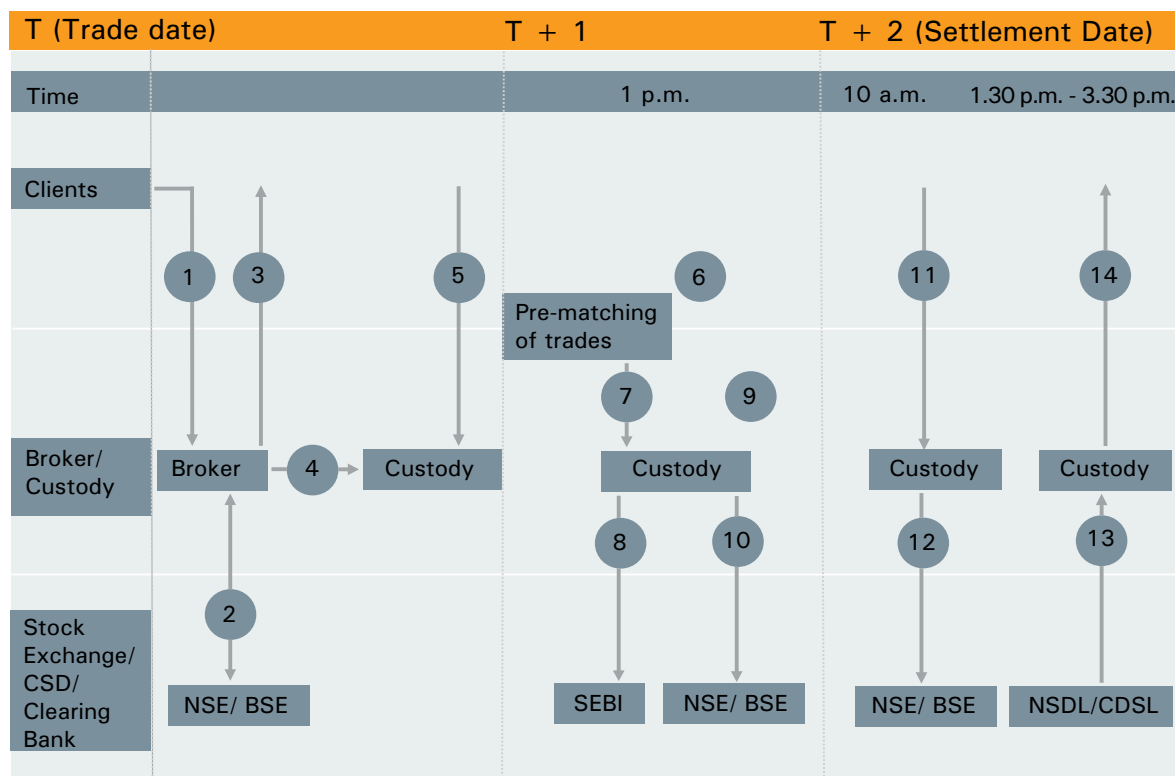 T (Trade date)
T + 1
T + 2 (Settlement Date)
Time
1 p.m.
10 a.m.
1.30 p.m. - 3.30 p.m.
Clients
1
3
5
6
11
14
Pre-matching
of trades
7
9
Broker/
Custody
Broker
4
Custody
Custody
Custody
Custody
8
10
12
13
2
Stock
Exchange/
CSD/
Clearing
Bank
NSE/ BSE
SEBI
NSE/ BSE
NSE/ BSE
NSDL/CDSL